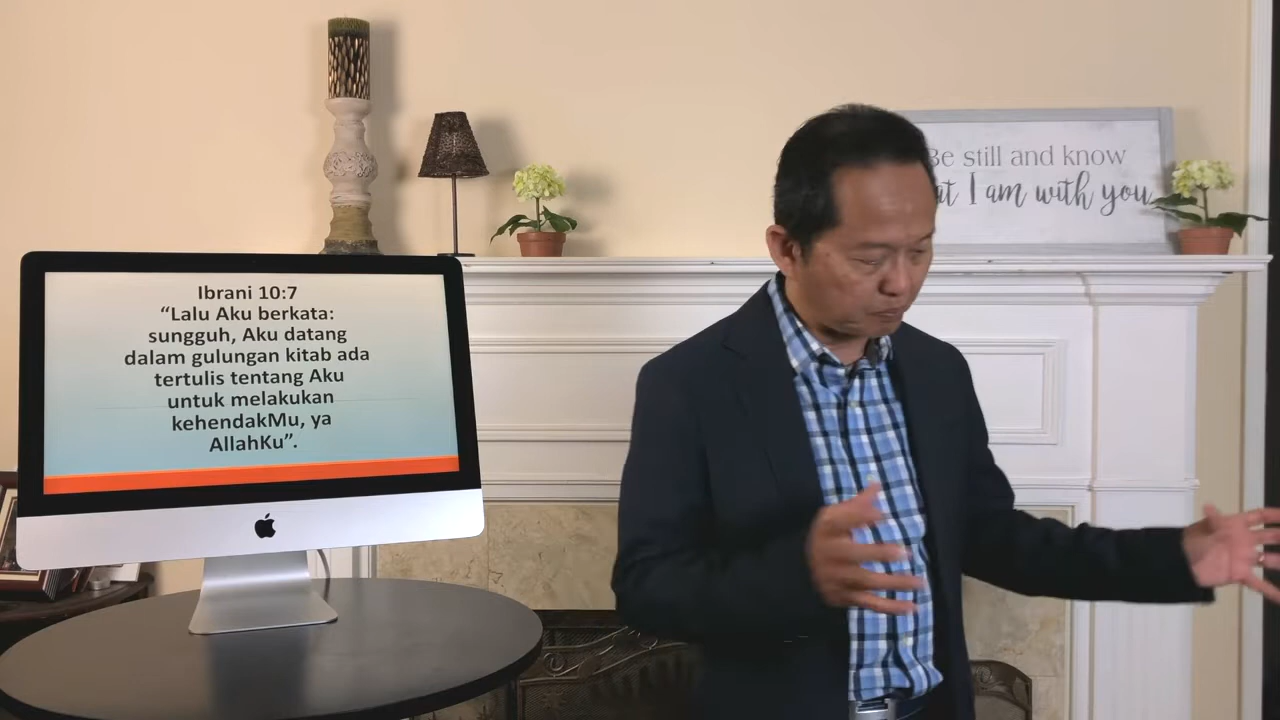 Ibrani 10:7
“Lalu Aku berkata:
sungguh, Aku datang
dalam gulungan kitab ada
tertulis tentang Aku
untuk melakukan
kehendakMu, ya
AllahKu”.
Be still and know
I am with you